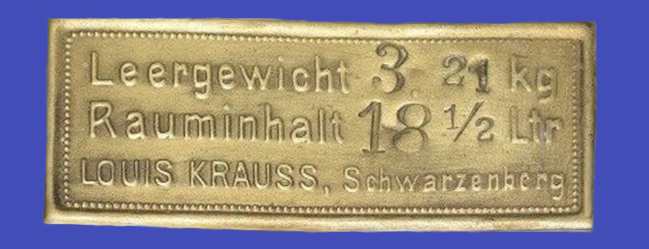 Leergewicht 3. 21 kg
Rauminhalt 18 ½ Ltr
LOUIS KRAUSS, Schwarzenberg